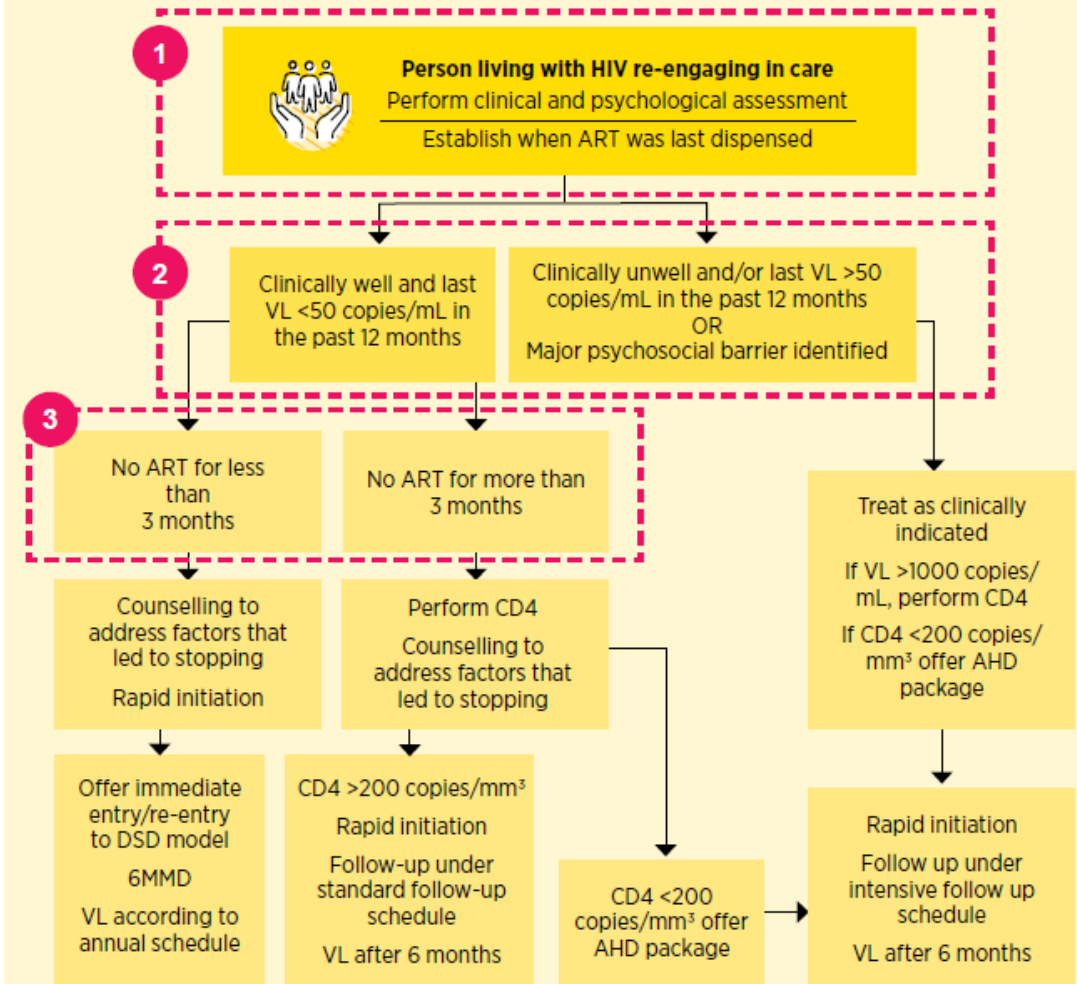 1
Person living with HIV re-engaging in care
Perform clinical and psychological assessment
Establish when ART was last dispensed
2
Clinically well and last
VL <50 copies/mL in
the past 12 months
Clinically unwell and/or last VL >50
copies/mL in the past 12 months
OR
Major psychosocial barrier identified
3
No ART for less
than
3 months
No ART for more than
3 months
Treat as clinically
indicated
If VL >1000 copies/
mL, perform CD4
If CD4 <200 copies/
mm³ offer AHD
package
Counselling to
address factors that
led to stopping
Rapid initiation
Perform CD4
Counselling to
address factors that
led to stopping
Offer immediate
entry/re-entry
to DSD model
6MMD
VL according to
annual schedule
CD4 >200 copies/mm³
Rapid initiation
Follow-up under
standard follow-up
schedule
VL after 6 months
CD4 <200
copies/mm³ offer
AHD package
Rapid initiation
Follow up under
intensive follow up
schedule
VL after 6 months